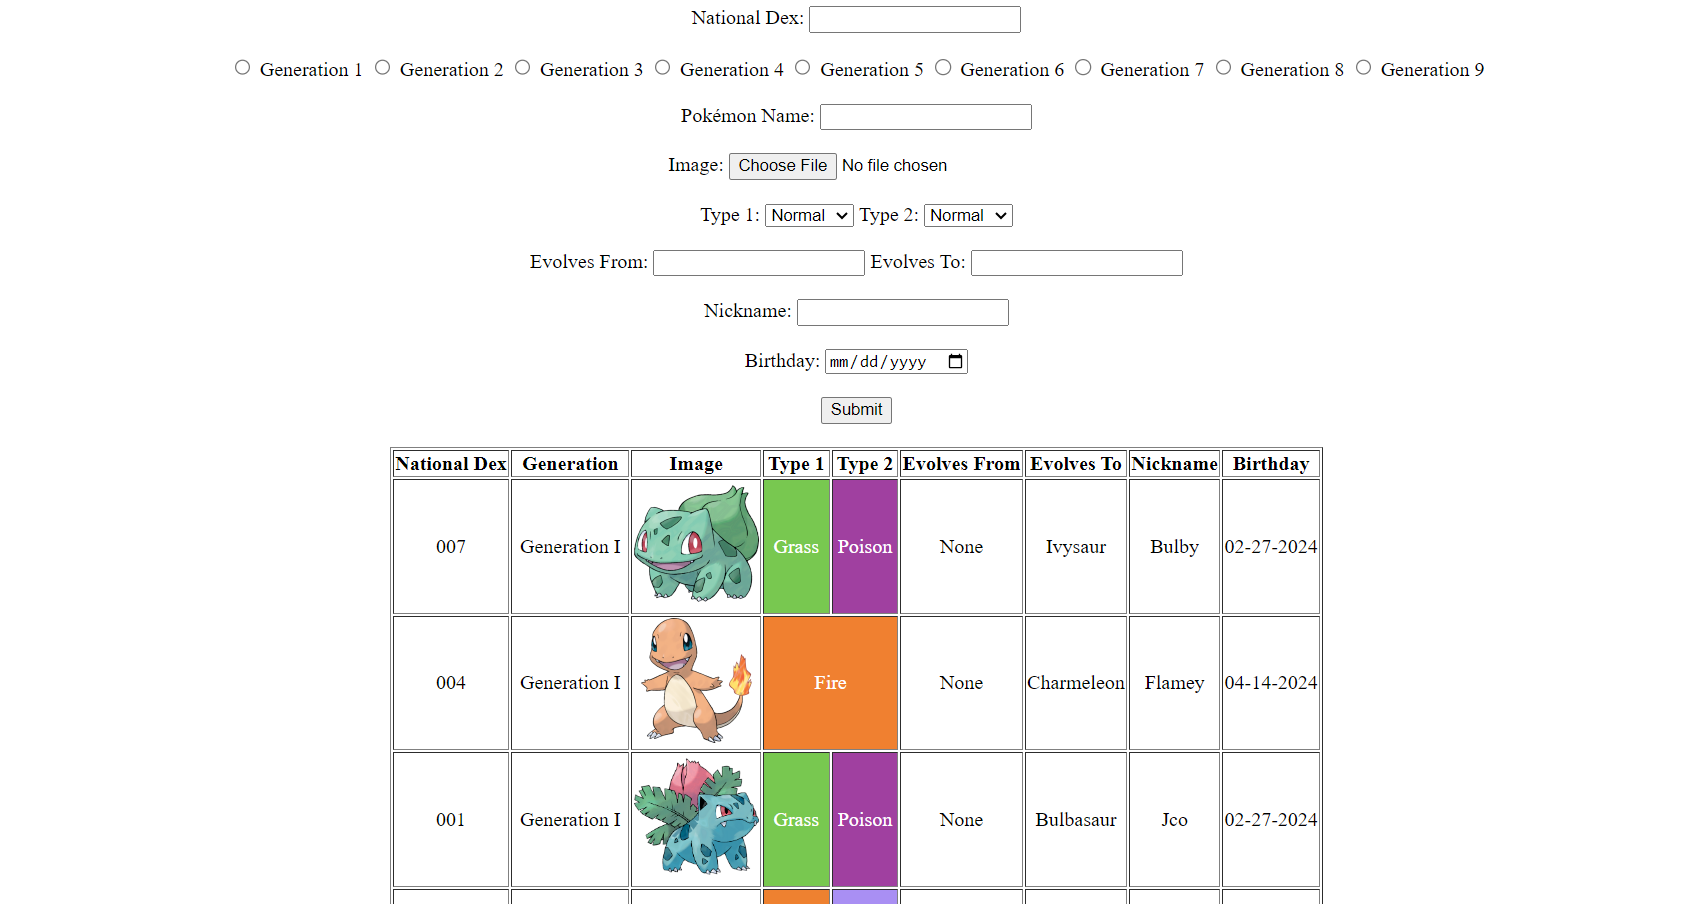 National Dex:
Generation 1 Generation 2 Generation 3 Generation 4 Generation 5 Generation 6 Generation 7 Generation 8 Generation 9
Pokémon Name:
Image: Choose File No file chosen
Type 1: Normal Type 2: Normal
Evolves From: Evolves To:
Nickname:
Birthday: mm/dd/yyyy
Submit
National Dex Generation Image Type 1 Type 2 Evolves From Evolves To Nickname Birthday
007 Generation I Grass Poison None Ivysaur Bulby 02-27-2024
004 Generation I Fire None Charmeleon Flamey 04-14-2024
001 Generation I Grass Poison None Bulbasaur Jco 02-27-2024